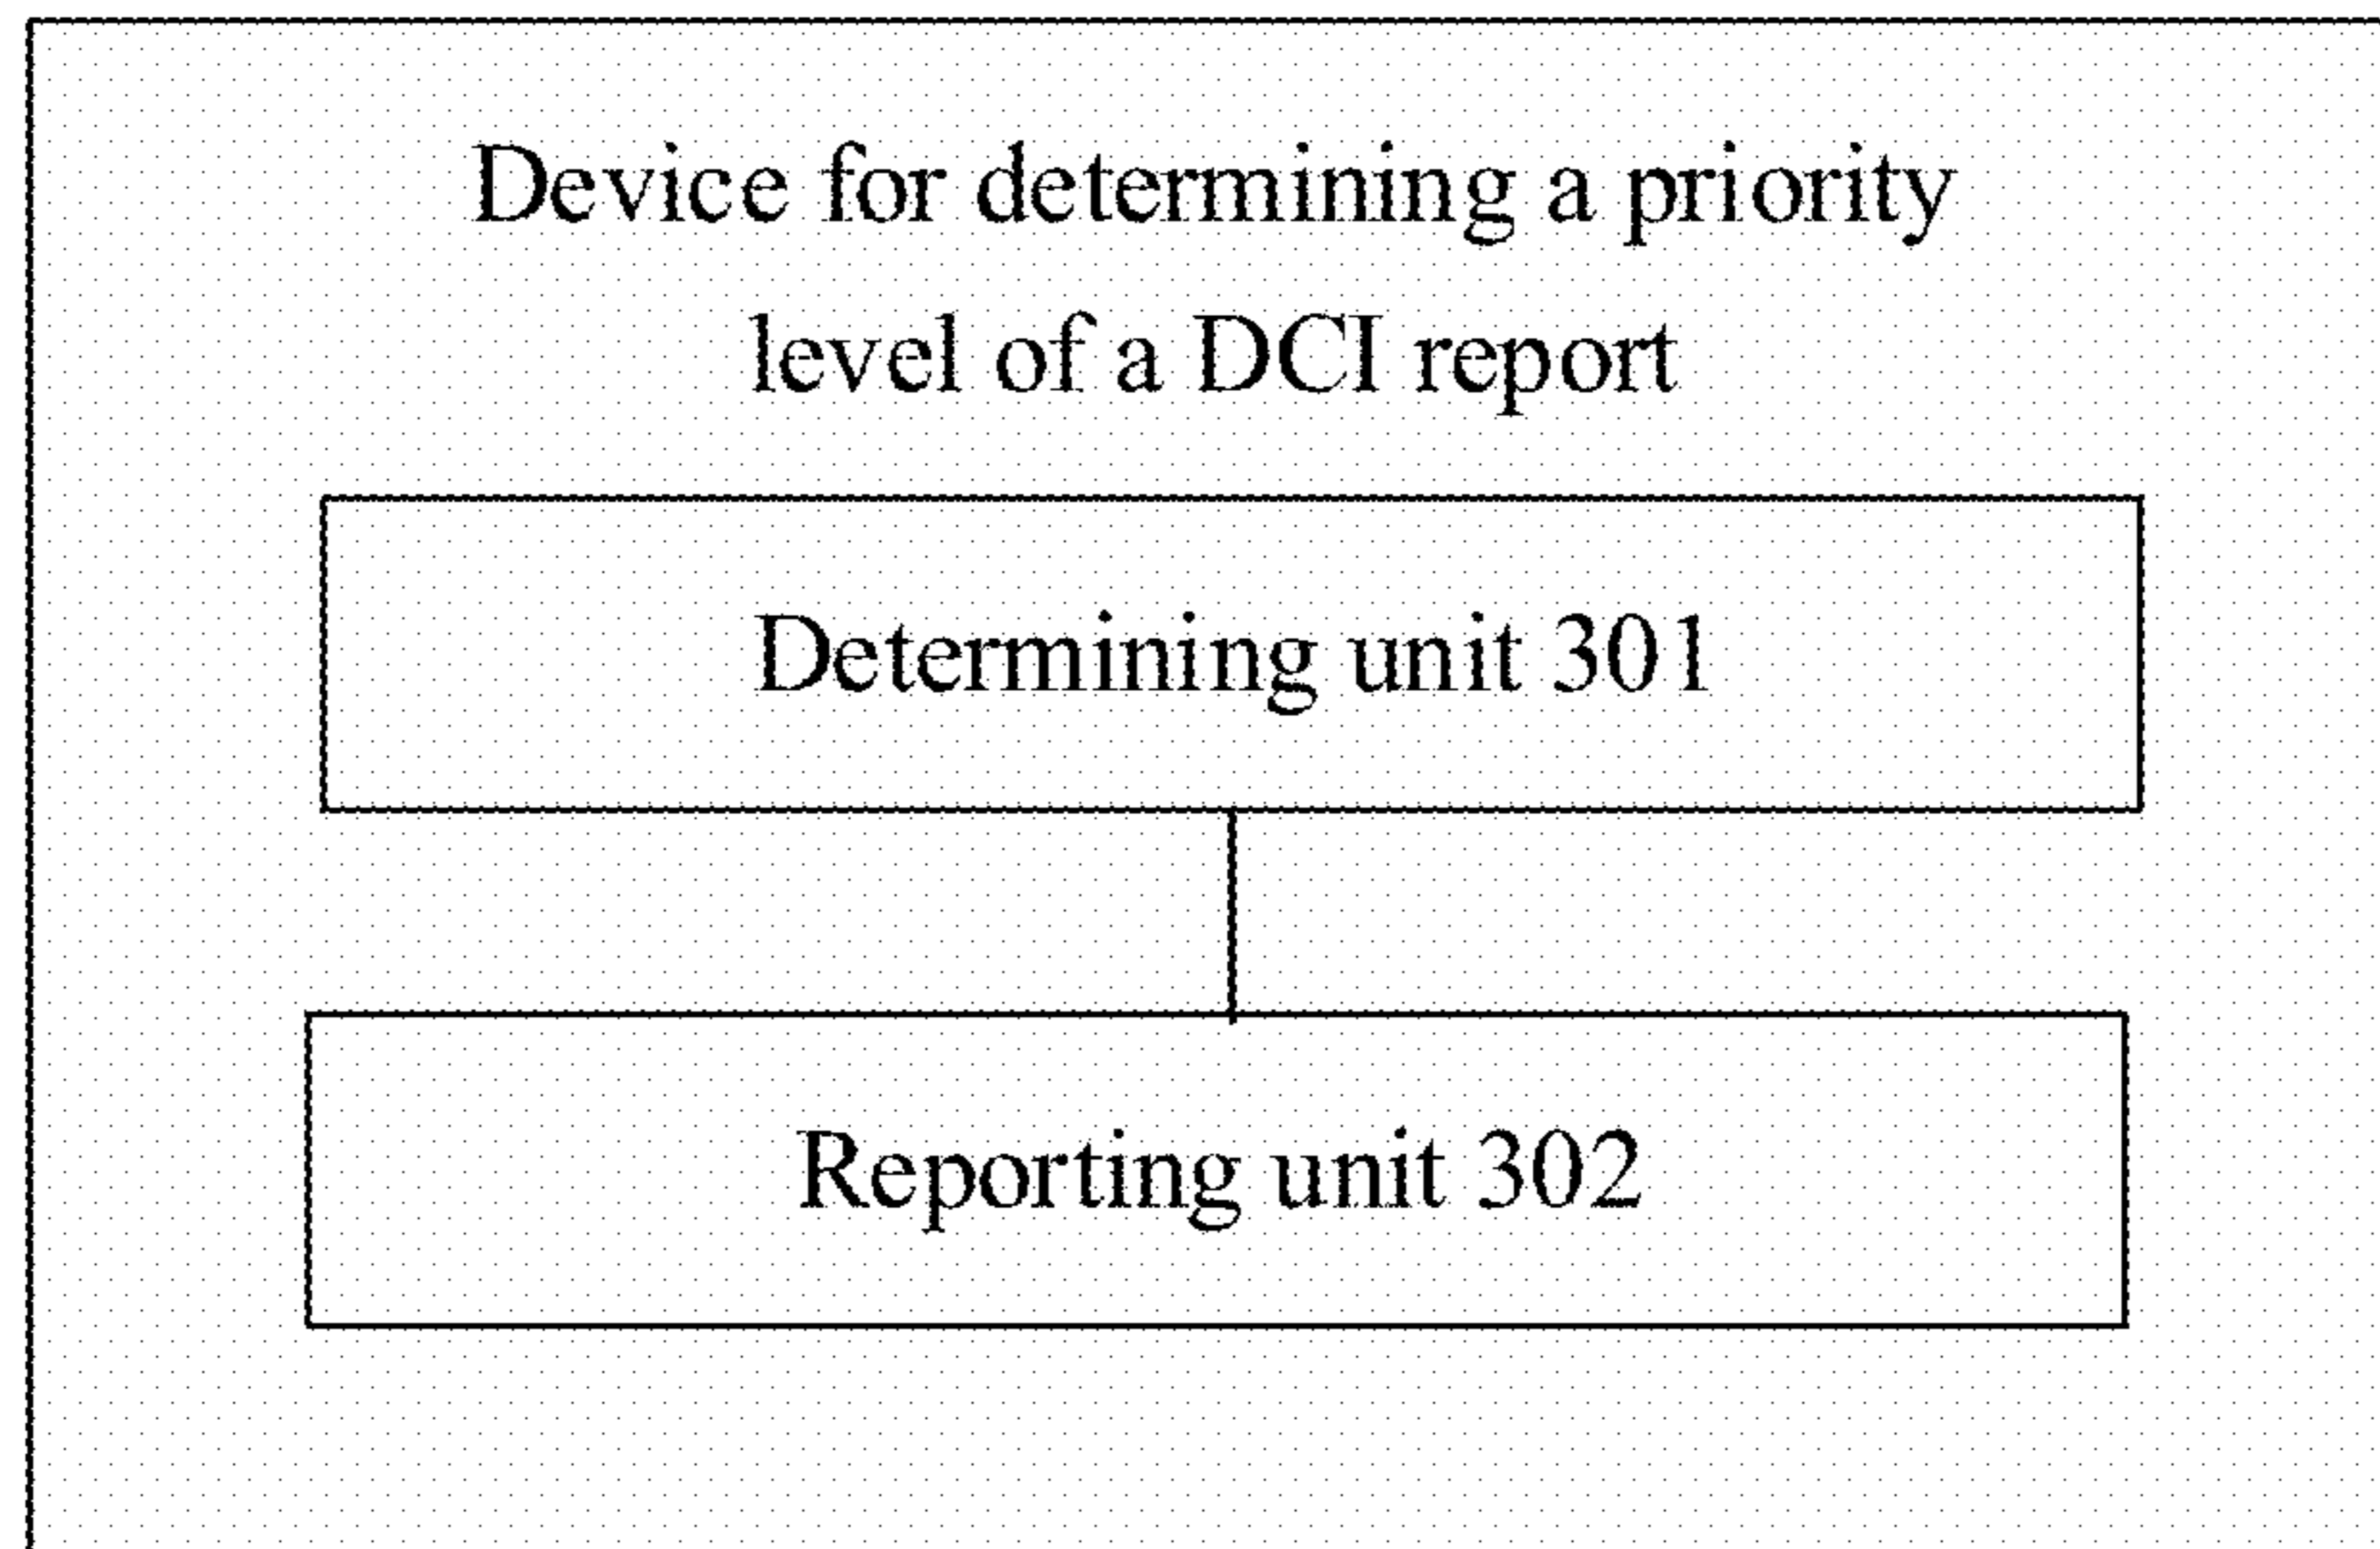 Device for determining a priority
level of a DCI report
Determining unit 301
Reporting unit 302